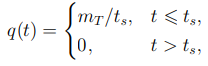 q(t) = { m_T/t_s, t ⩽ t_s,
0, t > t_s,